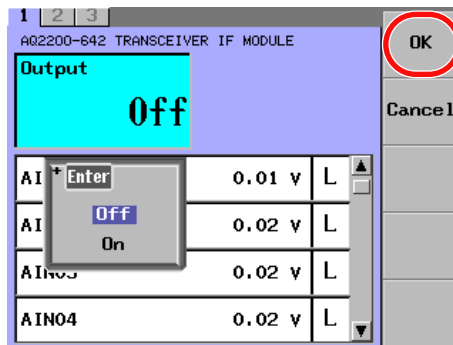 1 2 3
AQ2200-642 TRANSCEIVER IF MODULE
OK
Output
Off
Cancel
Enter
Off
On
AI 0.01 V L
AI 0.02 V L
0.02 V L
AIN04 0.02 V L